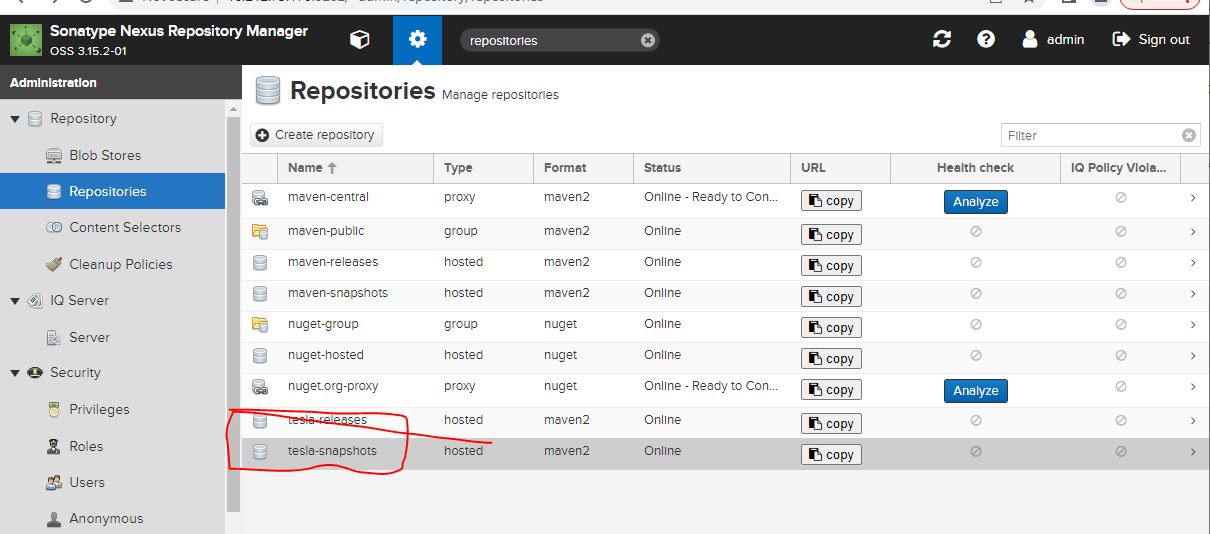 Sonatype Nexus Repository Manager
OSS 3.15.2-01
repositories
admin
Sign out
Administration
Repository
Blob Stores
Repositories
Content Selectors
Cleanup Policies
IQ Server
Server
Security
Privileges
Roles
Users
Anonymous
Repositories Manage repositories
Create repository
Filter
Name Type Format Status URL Health check IQ Policy Viola...
maven-central proxy maven2 Online - Ready to Con... copy Analyze
maven-public group maven2 Online copy
maven-releases hosted maven2 Online copy
maven-snapshots hosted maven2 Online copy
nuget-group group nuget Online copy
nuget-hosted hosted nuget Online copy
nuget.org-proxy proxy nuget Online - Ready to Con... copy Analyze
tesla-releases hosted maven2 Online copy
tesla-snapshots hosted maven2 Online copy